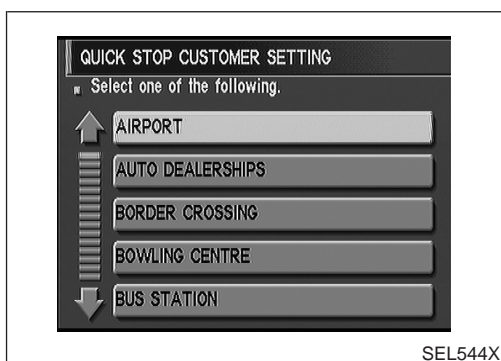 QUICK STOP CUSTOMER SETTING
Select one of the following.
AIRPORT
AUTO DEALERSHIPS
BORDER CROSSING
BOWLING CENTRE
BUS STATION
SEL544X